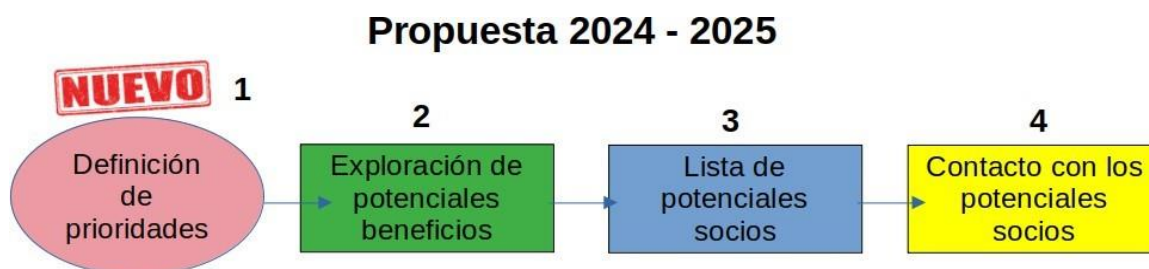 Propuesta 2024 - 2025
NUEVO
1
Definición
de
prioridades
2
Exploración de
potenciales
beneficios
3
Lista de
potenciales
socios
4
Contacto con los
potenciales
socios